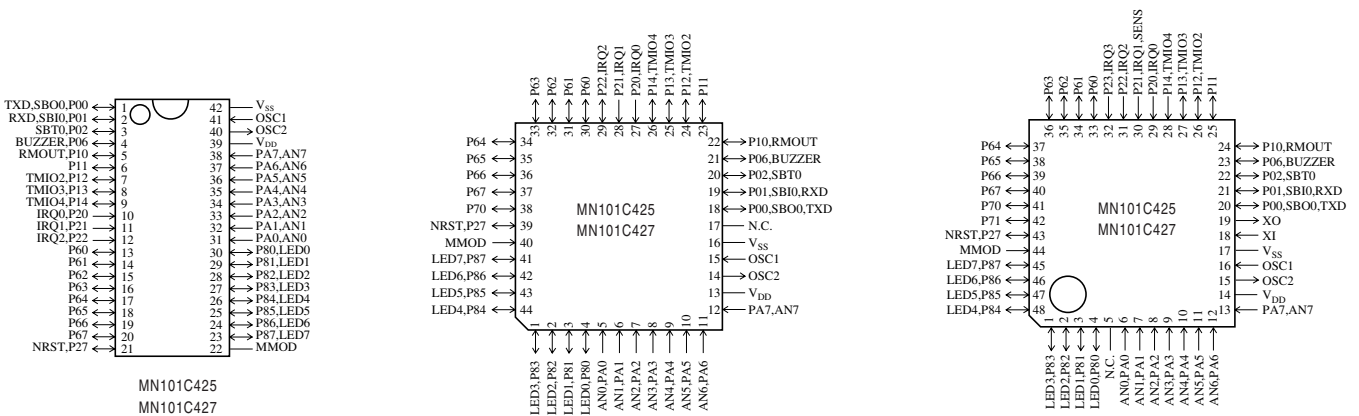 TXD,SBO0,P00 1 42 VSS
RXD,SBI0,P01 2 41 OSC1
SBT0,P02 3 40 OSC2
BUZZER,P06 4 39 VDD
RMOUT,P10 5 38 PA7,AN7
P11 6 37 PA6,AN6
TMIO2,P12 7 36 PA5,AN5
TMIO3,P13 8 35 PA4,AN4
TMIO4,P14 9 34 PA3,AN3
IRQ0,P20 10 33 PA2,AN2
IRQ1,P21 11 32 PA1,AN1
IRQ2,P22 12 31 PA0,AN0
P60 13 30 P80,LED0
P61 14 29 P81,LED1
P62 15 28 P82,LED2
P63 16 27 P83,LED3
P64 17 26 P84,LED4
P65 18 25 P85,LED5
P66 19 24 P86,LED6
P67 20 23 P87,LED7
NRST,P27 21 22 MMOD
MN101C425
MN101C427
P63
P62
P61
P60
P22,IRQ2
P21,IRQ1
P20,IRQ0
P14,TMIO4
P13,TMIO3
P12,TMIO2
P11
33 32 31 30 29 28 27 26 25 24 23
P64 34 22 P10,RMOUT
P65 35 21 P06,BUZZER
P66 36 20 P02,SBT0
P67 37 19 P01,SBI0,RXD
P70 38 18 P00,SBO0,TXD
NRST,P27 39 17 N.C.
MMOD 40 16 VSS
LED7,P87 41 15 OSC1
LED6,P86 42 14 OSC2
LED5,P85 43 13 VDD
LED4,P84 44 12 PA7,AN7
MN101C425
MN101C427
1 2 3 4 5 6 7 8 9 10 11
LED3,P83
LED2,P82
LED1,P81
LED0,P80
AN0,PA0
AN1,PA1
AN2,PA2
AN3,PA3
AN4,PA4
AN5,PA5
AN6,PA6
P63
P62
P61
P60
P23,IRQ3
P22,IRQ2
P21,IRQ1,SENS
P20,IRQ0
P14,TMIO4
P13,TMIO3
P12,TMIO2
P11
36 35 34 33 32 31 30 29 28 27 26 25
P64 37 24 P10,RMOUT
P65 38 23 P06,BUZZER
P66 39 22 P02,SBT0
P67 40 21 P01,SBI0,RXD
P70 41 20 P00,SBO0,TXD
P71 42 19 XO
NRST,P27 43 18 XI
MMOD 44 17 VSS
LED7,P87 45 16 OSC1
LED6,P86 46 15 OSC2
LED5,P85 47 14 VDD
LED4,P84 48 13 PA7,AN7
MN101C425
MN101C427
1 2 3 4 5 6 7 8 9 10 11 12
LED3,P83
LED2,P82
LED1,P81
LED0,P80
N.C.
AN0,PA0
AN1,PA1
AN2,PA2
AN3,PA3
AN4,PA4
AN5,PA5
AN6,PA6